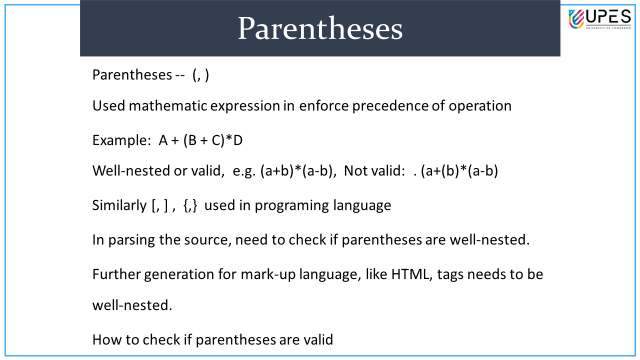 Parentheses
UPES
UNIVERSITY OF TOMORROW
Parentheses -- (, )
Used mathematic expression in enforce precedence of operation
Example: A + (B + C)*D
Well-nested or valid, e.g. (a+b)*(a-b), Not valid: . (a+(b)*(a-b)
Similarly [, ] , {,} used in programing language
In parsing the source, need to check if parentheses are well-nested.
Further generation for mark-up language, like HTML, tags needs to be
well-nested.
How to check if parentheses are valid